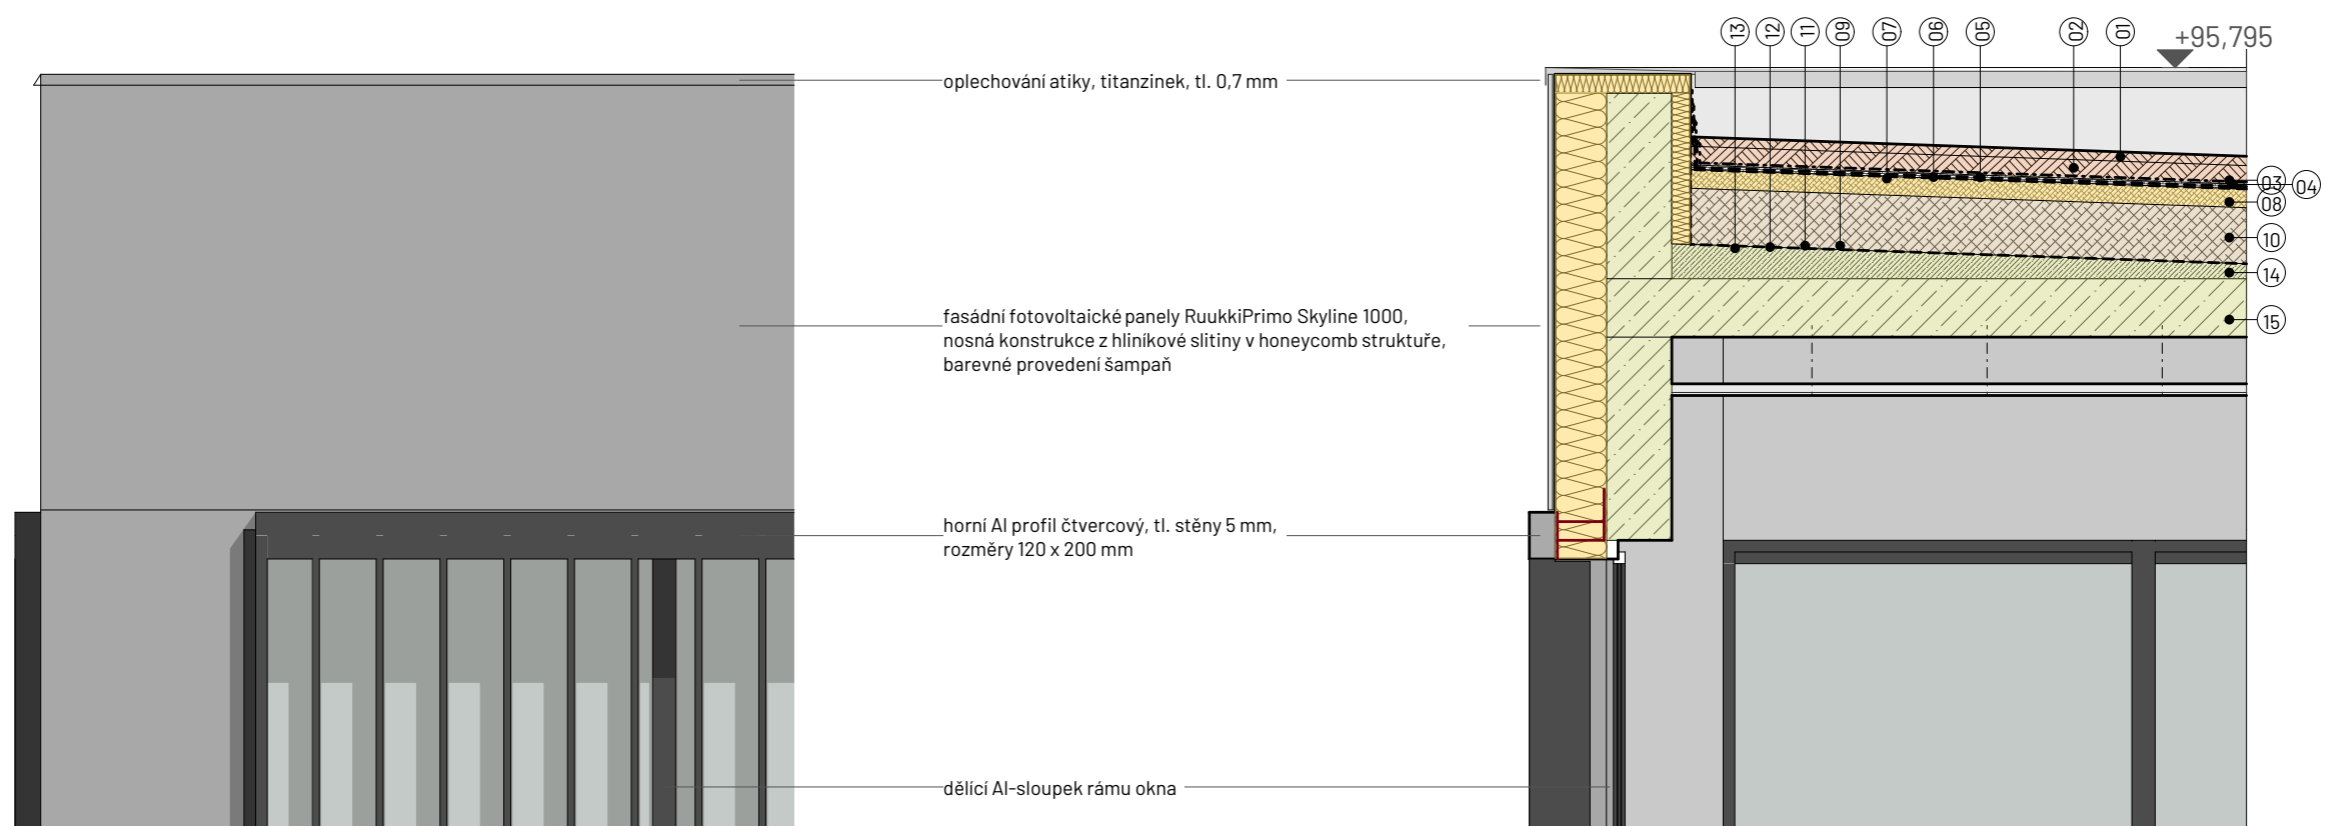 13 12 11 09 07 06 05 02 01
+95,795
oplechování atiky, titanzinek, tl. 0,7 mm
03
04
08
10
14
15
fasádní fotovoltaické panely RuukkiPrimo Skyline 1000,
nosná konstrukce z hliníkové slitiny v honeycomb struktuře,
barevné provedení šampaň
horní Al profil čtvercový, tl. stěny 5 mm,
rozměry 120 x 200 mm
dělící Al-sloupek rámu okna